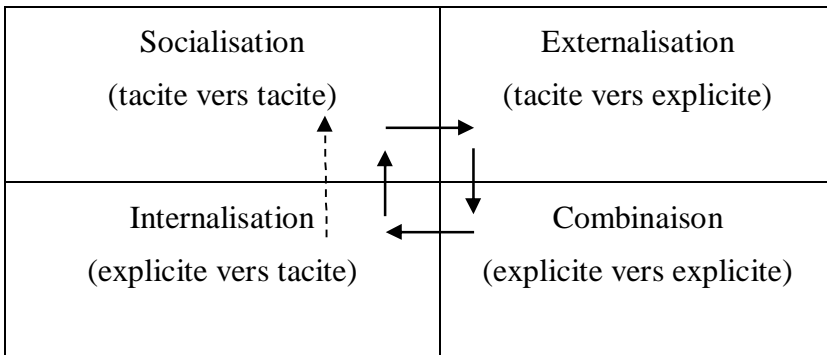 Socialisation
(tacite vers tacite)
Externalisation
(tacite vers explicite)
Internalisation
(explicite vers tacite)
Combinaison
(explicite vers explicite)